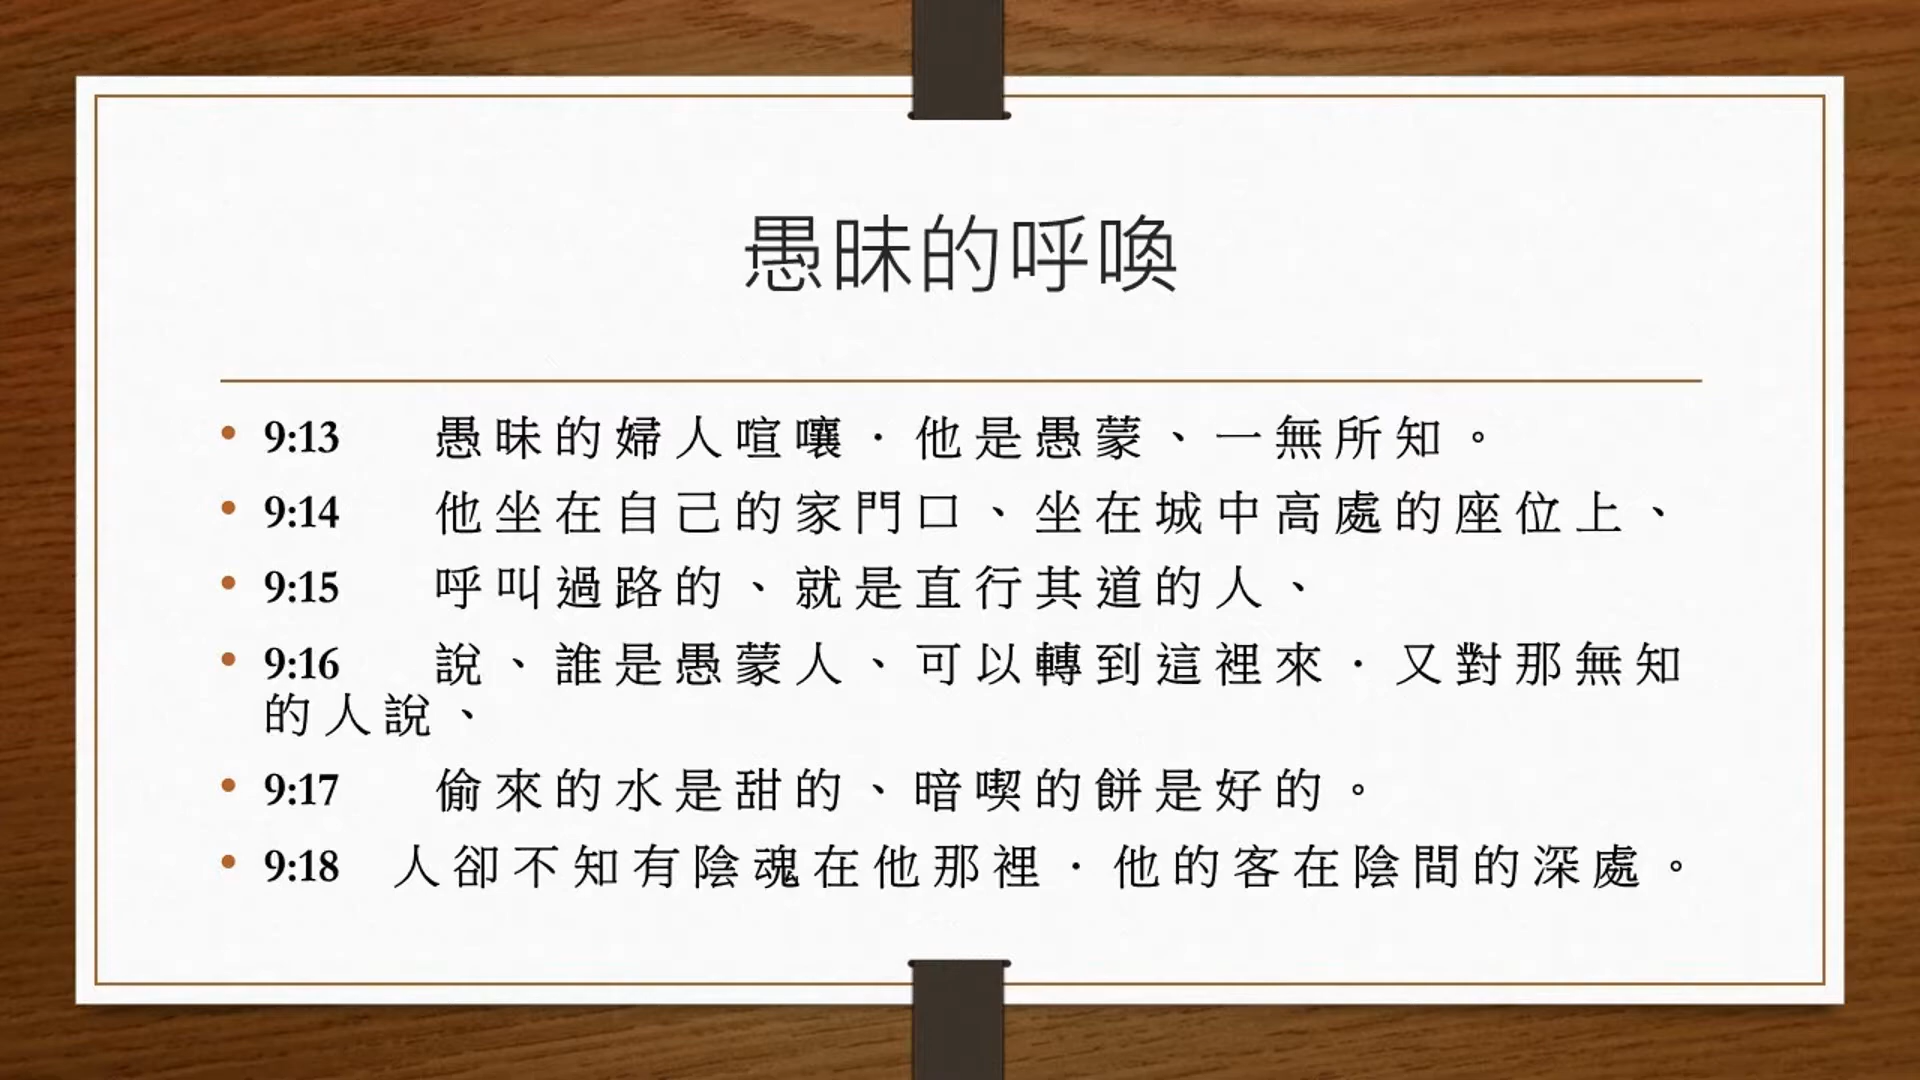 愚昧的呼喚
• 9:13 愚昧的婦人喧嚷．他是愚蒙、一無所知。
• 9:14 他坐在自己的家門口、坐在城中高處的座位上、
• 9:15 呼叫過路的、就是直行其道的人、
• 9:16 說、誰是愚蒙人、可以轉到這裡來．又對那無知
的人說、
• 9:17 偷來的水是甜的、暗喫的餅是好的。
• 9:18 人卻不知有陰魂在他那裡．他的客在陰間的深處。